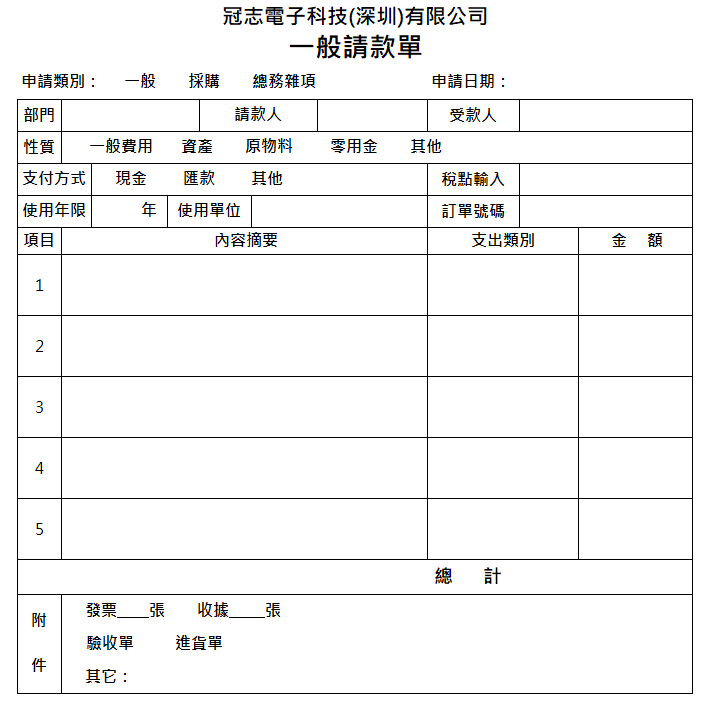 冠志電子科技(深圳)有限公司
一般請款單
申請類別： 一般 採購 總務雜項 申請日期：
部門 請款人 受款人
性質 一般費用 資產 原物料 零用金 其他
支付方式 現金 匯款 其他 稅點輸入
使用年限 年 使用單位 訂單號碼
項目 內容摘要 支出類別 金 額
1
2
3
4
5
總 計
附件
發票____張 收據____張
驗收單 進貨單
其它：